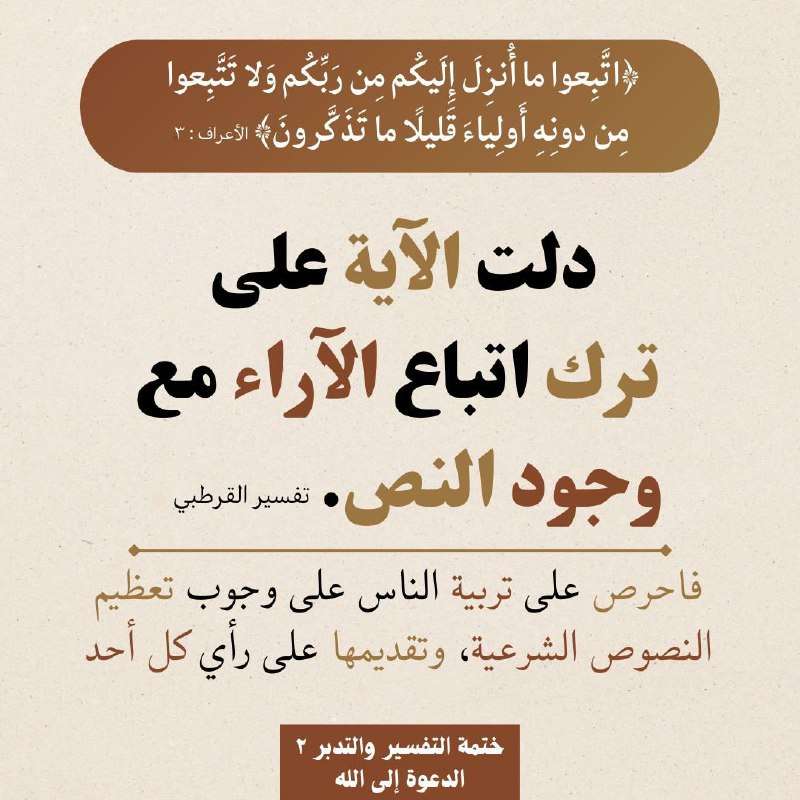 ﴿اتَّبِعوا ما أُنزِلَ إِلَيكُم مِن رَبِّكُم وَلا تَتَّبِعوا
مِن دونِهِ أَولِياءَ قَليلًا ما تَذَكَّرونَ﴾ الأعراف : ٣
دلت الآية على
ترك اتباع الآراء مع
وجود النص. تفسير القرطبي
فاحرص على تربية الناس على وجوب تعظيم
النصوص الشرعية، وتقديمها على رأي كل أحد
ختمة التفسير والتدبر ٢
الدعوة إلى الله